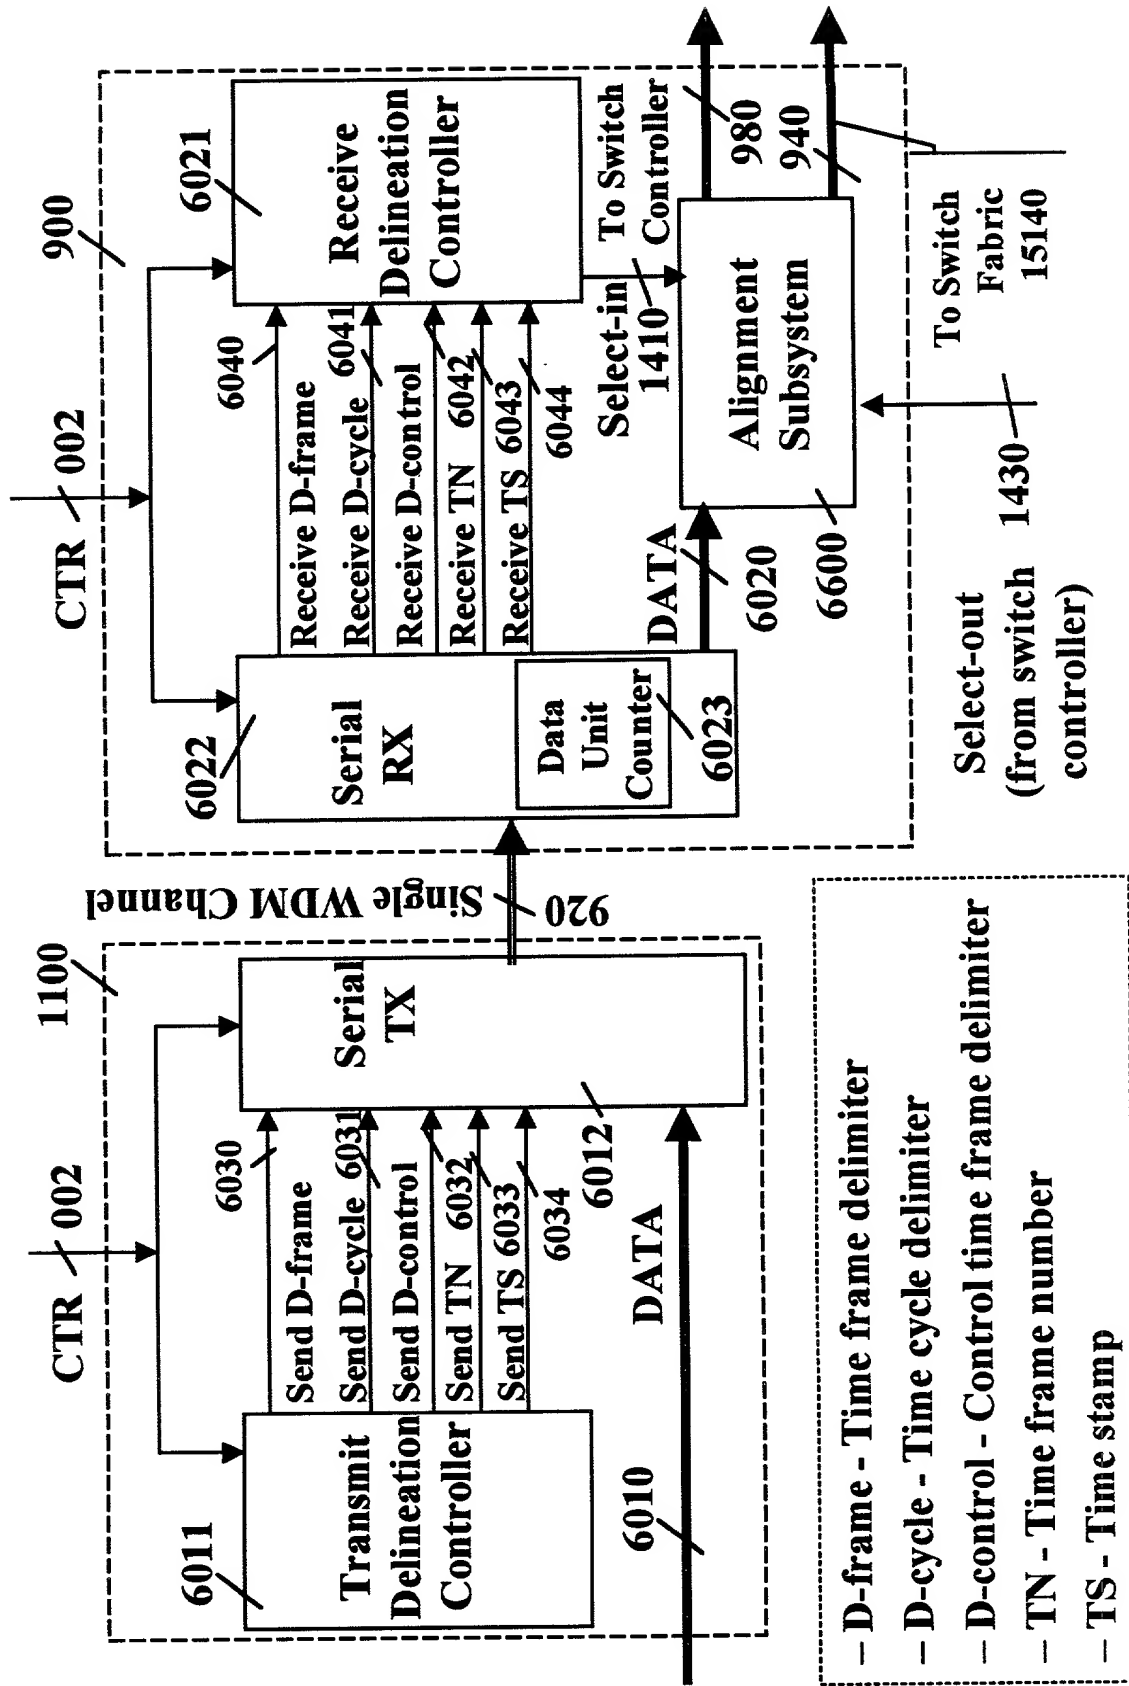 CTR
002
1100
6011
Transmit
Delineation
Controller
Send D-frame
6030
Send D-cycle
6031
Send D-control
6032
Send TN
6033
Send TS
6034
Serial
TX
6012
DATA
6010
Single WDM Channel
920
CTR
002
900
6022
Serial
RX
Data
Unit
Counter
6023
Receive D-frame
6040
Receive D-cycle
6041
Receive D-control
6042
Receive TN
6043
Receive TS
6044
6021
Receive
Delineation
Controller
DATA
6020
Select-in
1410
To Switch
Controller
980
940
Alignment
Subsystem
6600
To Switch
Fabric
15140
1430
Select-out
(from switch
controller)
– D-frame - Time frame delimiter
– D-cycle - Time cycle delimiter
– D-control - Control time frame delimiter
– TN - Time frame number
– TS - Time stamp